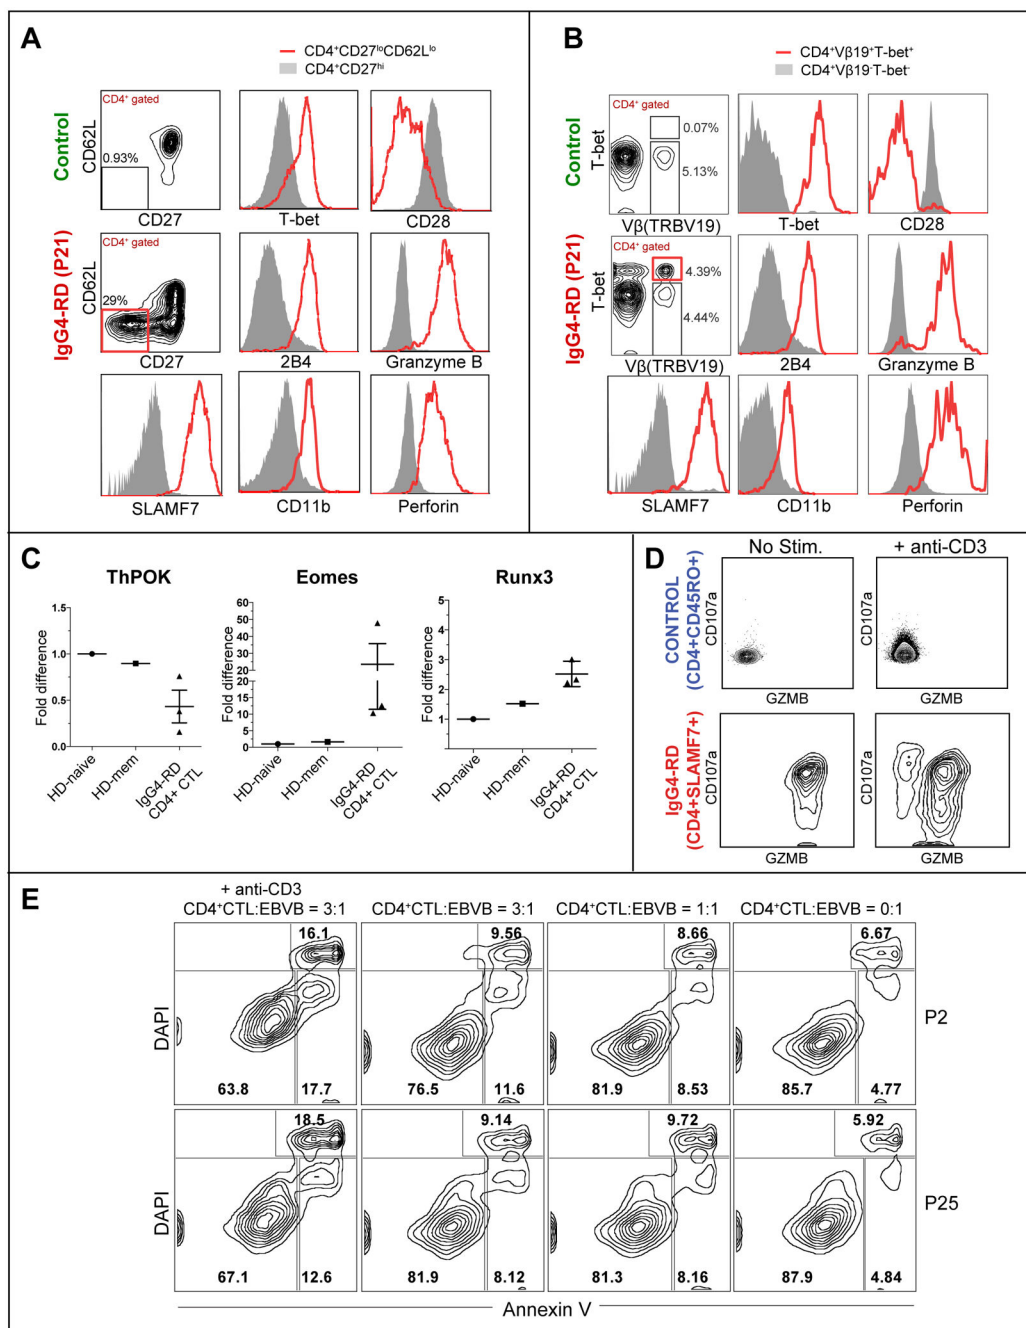 A
CD4⁺CD27ˡᵒCD62Lˡᵒ
CD4⁺CD27ʰⁱ
Control
CD4⁺ gated
CD62L
0.93%
CD27
T-bet
CD28
IgG4-RD (P21)
CD4⁺ gated
CD62L
29%
CD27
2B4
Granzyme B
SLAMF7
CD11b
Perforin
B
CD4⁺Vβ19⁺T-bet⁺
CD4⁺Vβ19⁻T-bet⁻
Control
CD4⁺ gated
T-bet
0.07%
5.13%
Vβ(TRBV19)
T-bet
CD28
IgG4-RD (P21)
CD4⁺ gated
T-bet
4.39%
4.44%
Vβ(TRBV19)
2B4
Granzyme B
SLAMF7
CD11b
Perforin
C
ThPOK
Fold difference
1.5
1.0
0.5
0.0
HD-naive
HD-mem
IgG4-RD
CD4+ CTL
Eomes
Fold difference
60
50
40
30
20
20
15
10
5
0
HD-naive
HD-mem
IgG4-RD
CD4+ CTL
Runx3
Fold difference
5
4
3
2
1
HD-naive
HD-mem
IgG4-RD
CD4+ CTL
D
No Stim.
+ anti-CD3
CONTROL
(CD4+CD45RO+)
CD107a
GZMB
CD107a
GZMB
IgG4-RD
(CD4+SLAMF7+)
CD107a
GZMB
CD107a
GZMB
E
+ anti-CD3
CD4⁺CTL:EBVB = 3:1
CD4⁺CTL:EBVB = 3:1
CD4⁺CTL:EBVB = 1:1
CD4⁺CTL:EBVB = 0:1
16.1
9.56
8.66
6.67
DAPI
P2
63.8
17.7
76.5
11.6
81.9
8.53
85.7
4.77
18.5
9.14
9.72
5.92
DAPI
P25
67.1
12.6
81.9
8.12
81.3
8.16
87.9
4.84
Annexin V